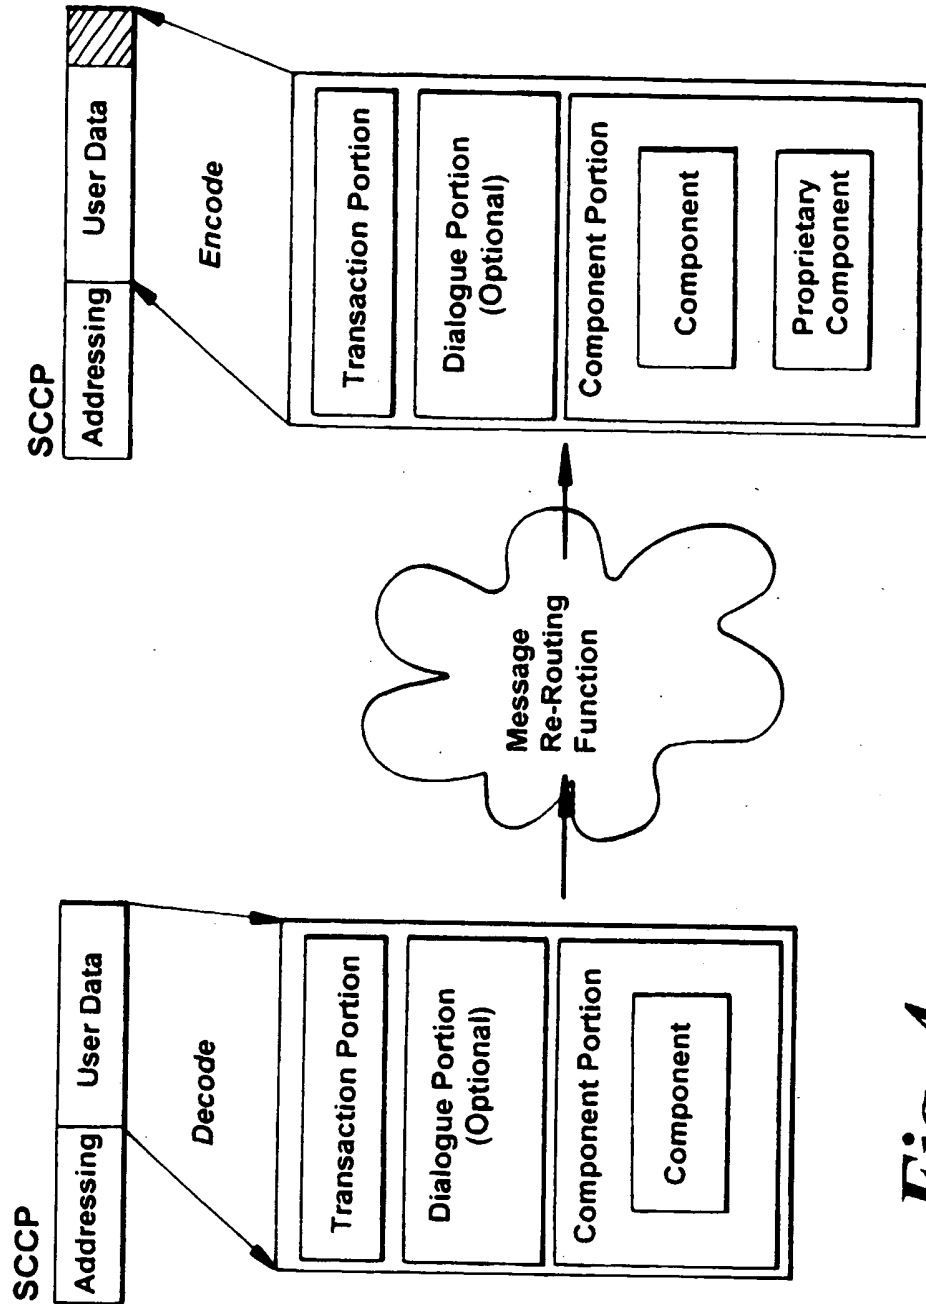 SCCP
Addressing
User Data
Decode
Transaction Portion
Dialogue Portion
(Optional)
Component Portion
Component
Message
Re-Routing
Function
SCCP
Addressing
User Data
Encode
Transaction Portion
Dialogue Portion
(Optional)
Component Portion
Component
Proprietary
Component